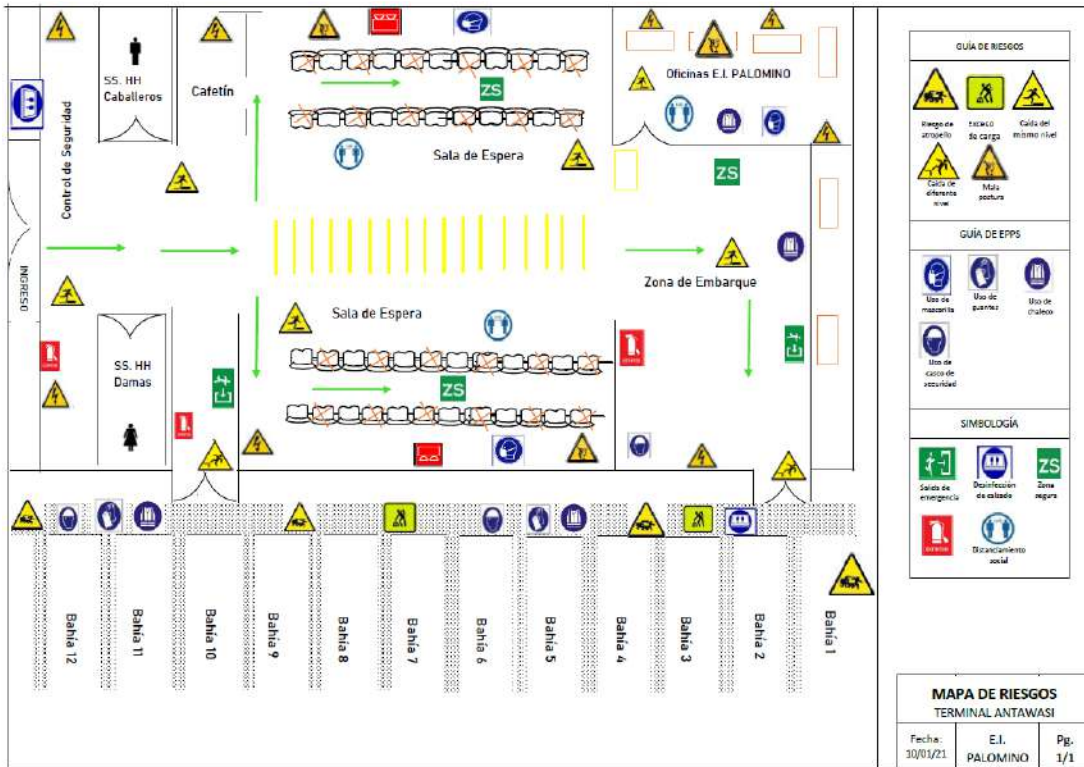 SS. HH
Caballeros
Cafetín
Control de Seguridad
INGRESO
ZS
Sala de Espera
Oficinas E.I. PALOMINO
ZS
Zona de Embarque
Sala de Espera
SS. HH
Damas
ZS
Bahía 12
Bahía 11
Bahía 10
Bahía 9
Bahía 8
Bahía 7
Bahía 6
Bahía 5
Bahía 4
Bahía 3
Bahía 2
Bahía 1
GUÍA DE RIESGOS
Riesgo de
atropello
Exceso
de carga
Caída del
mismo nivel
Caída de
diferente
nivel
Mala
postura
GUÍA DE EPPS
Uso de
mascarilla
Uso de
guantes
Uso de
chaleco
Uso de
casco de
seguridad
SIMBOLOGÍA
Salida de
emergencia
Desinfección
de calzado
ZS
Zona
segura
Distanciamiento
social
MAPA DE RIESGOS
TERMINAL ANTAWASI
Fecha:
10/01/21
E.I.
PALOMINO
Pg.
1/1